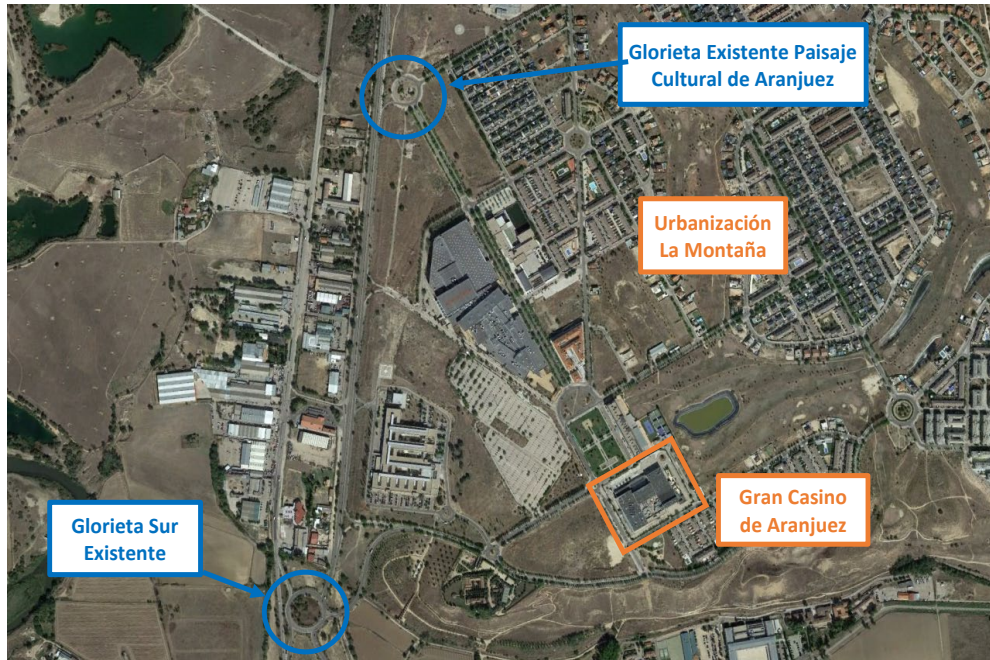 Glorieta Existente Paisaje
Cultural de Aranjuez
Urbanización
La Montaña
Gran Casino
de Aranjuez
Glorieta Sur
Existente